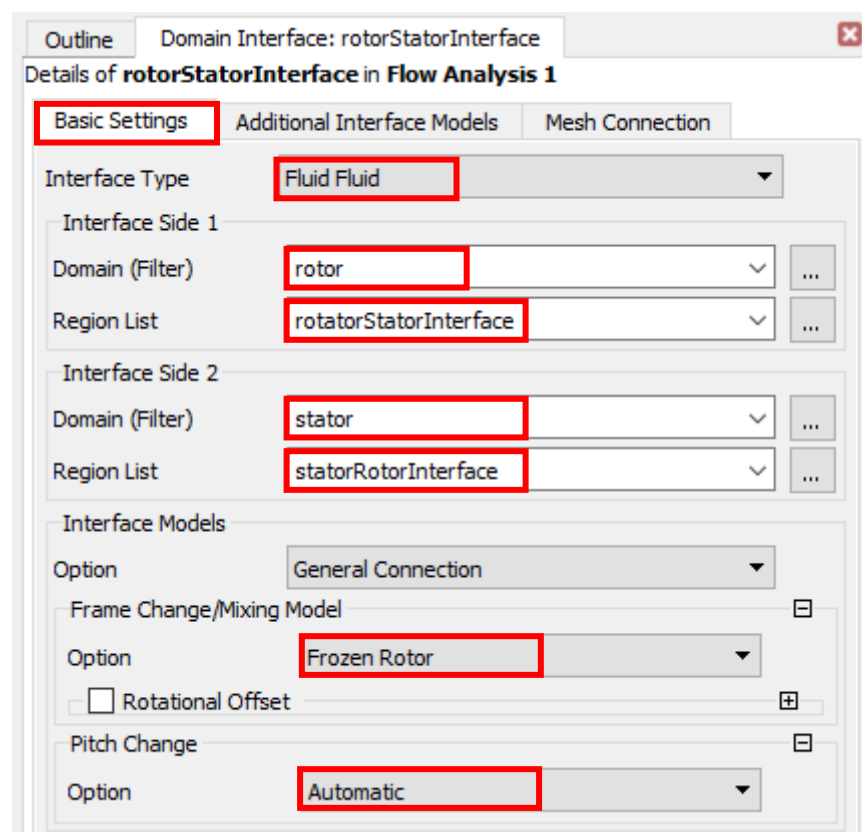 Outline Domain Interface: rotorStatorInterface
Details of rotorStatorInterface in Flow Analysis 1
Basic Settings Additional Interface Models Mesh Connection
Interface Type Fluid Fluid
Interface Side 1
Domain (Filter) rotor ...
Region List rotatorStatorInterface ...
Interface Side 2
Domain (Filter) stator ...
Region List statorRotorInterface ...
Interface Models
Option General Connection
Frame Change/Mixing Model
Option Frozen Rotor
Rotational Offset
Pitch Change
Option Automatic